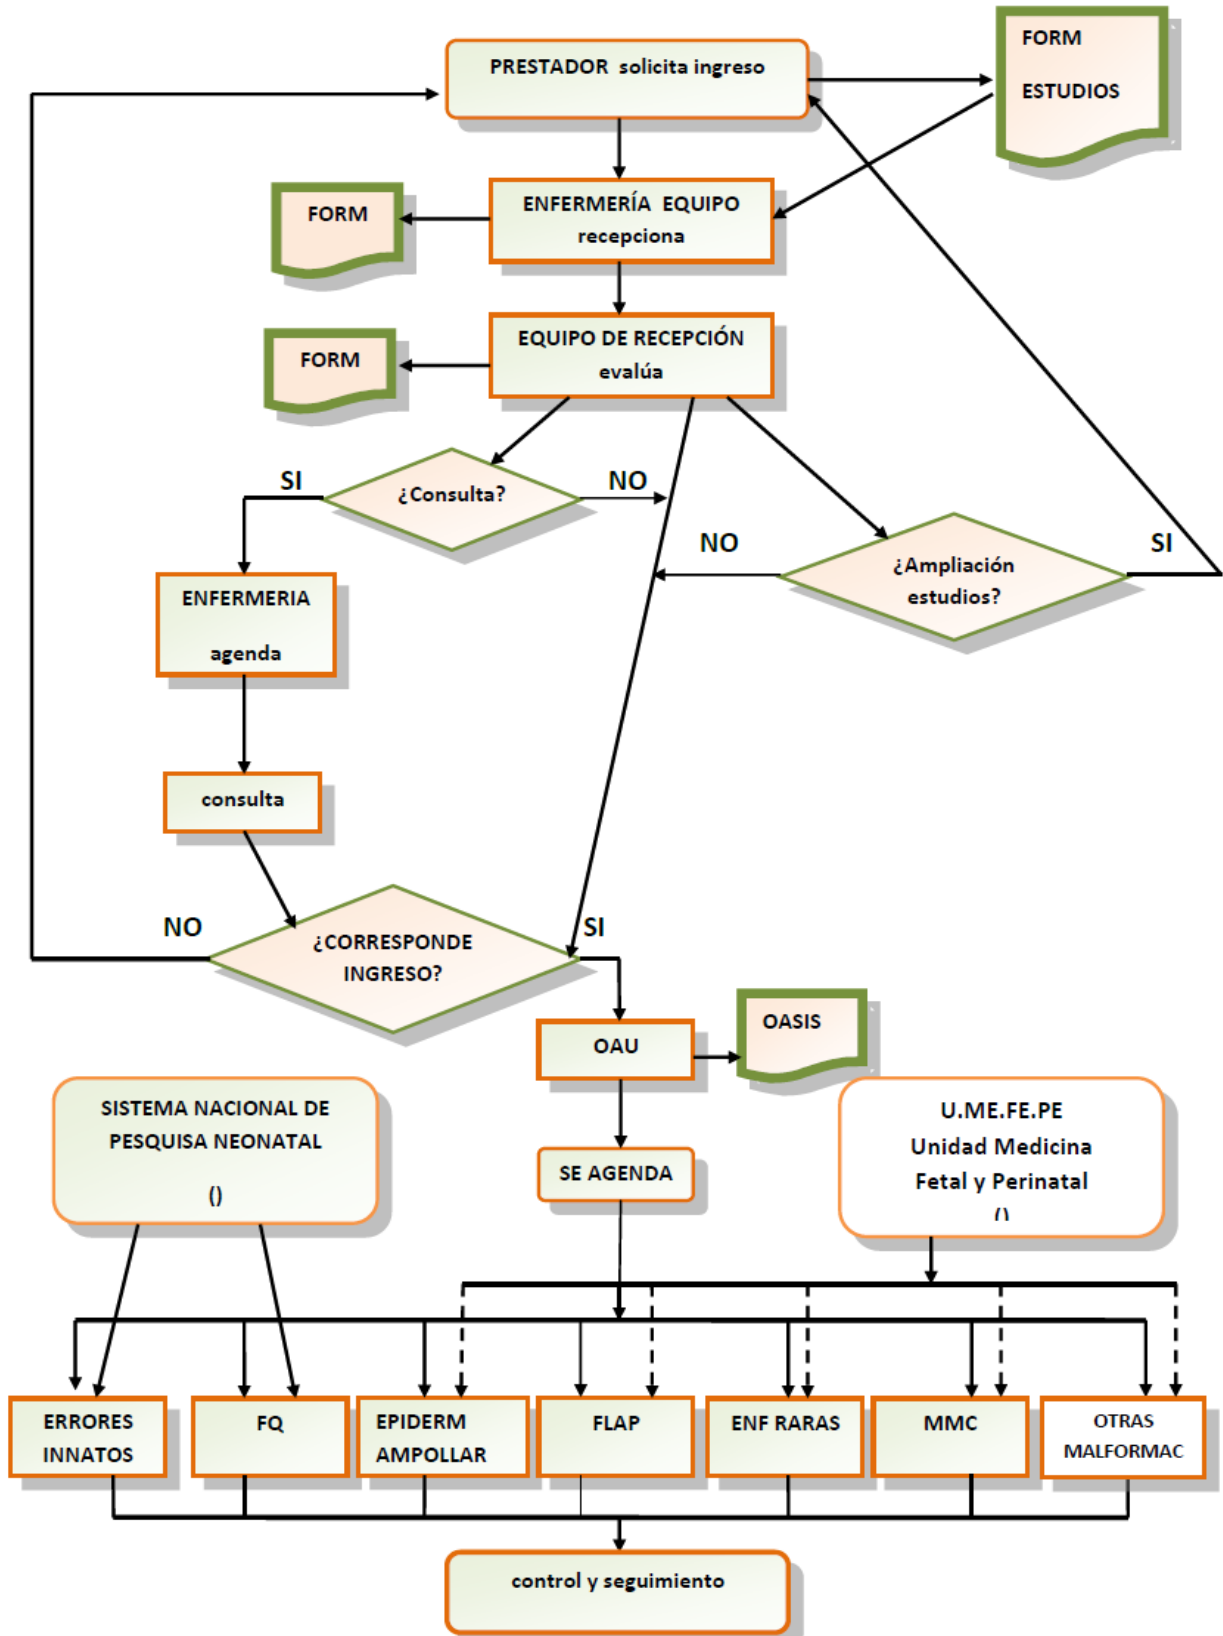 PRESTADOR solicita ingreso
FORM
ESTUDIOS
ENFERMERÍA EQUIPO
recepciona
FORM
EQUIPO DE RECEPCIÓN
evalúa
FORM
SI
¿Consulta?
NO
NO
¿Ampliación
estudios?
SI
ENFERMERIA
agenda
consulta
NO
¿CORRESPONDE
INGRESO?
SI
OAU
OASIS
SISTEMA NACIONAL DE
PESQUISA NEONATAL
()
SE AGENDA
U.ME.FE.PE
Unidad Medicina
Fetal y Perinatal
()
ERRORES
INNATOS
FQ
EPIDERM
AMPOLLAR
FLAP
ENF RARAS
MMC
OTRAS
MALFORMAC
control y seguimiento